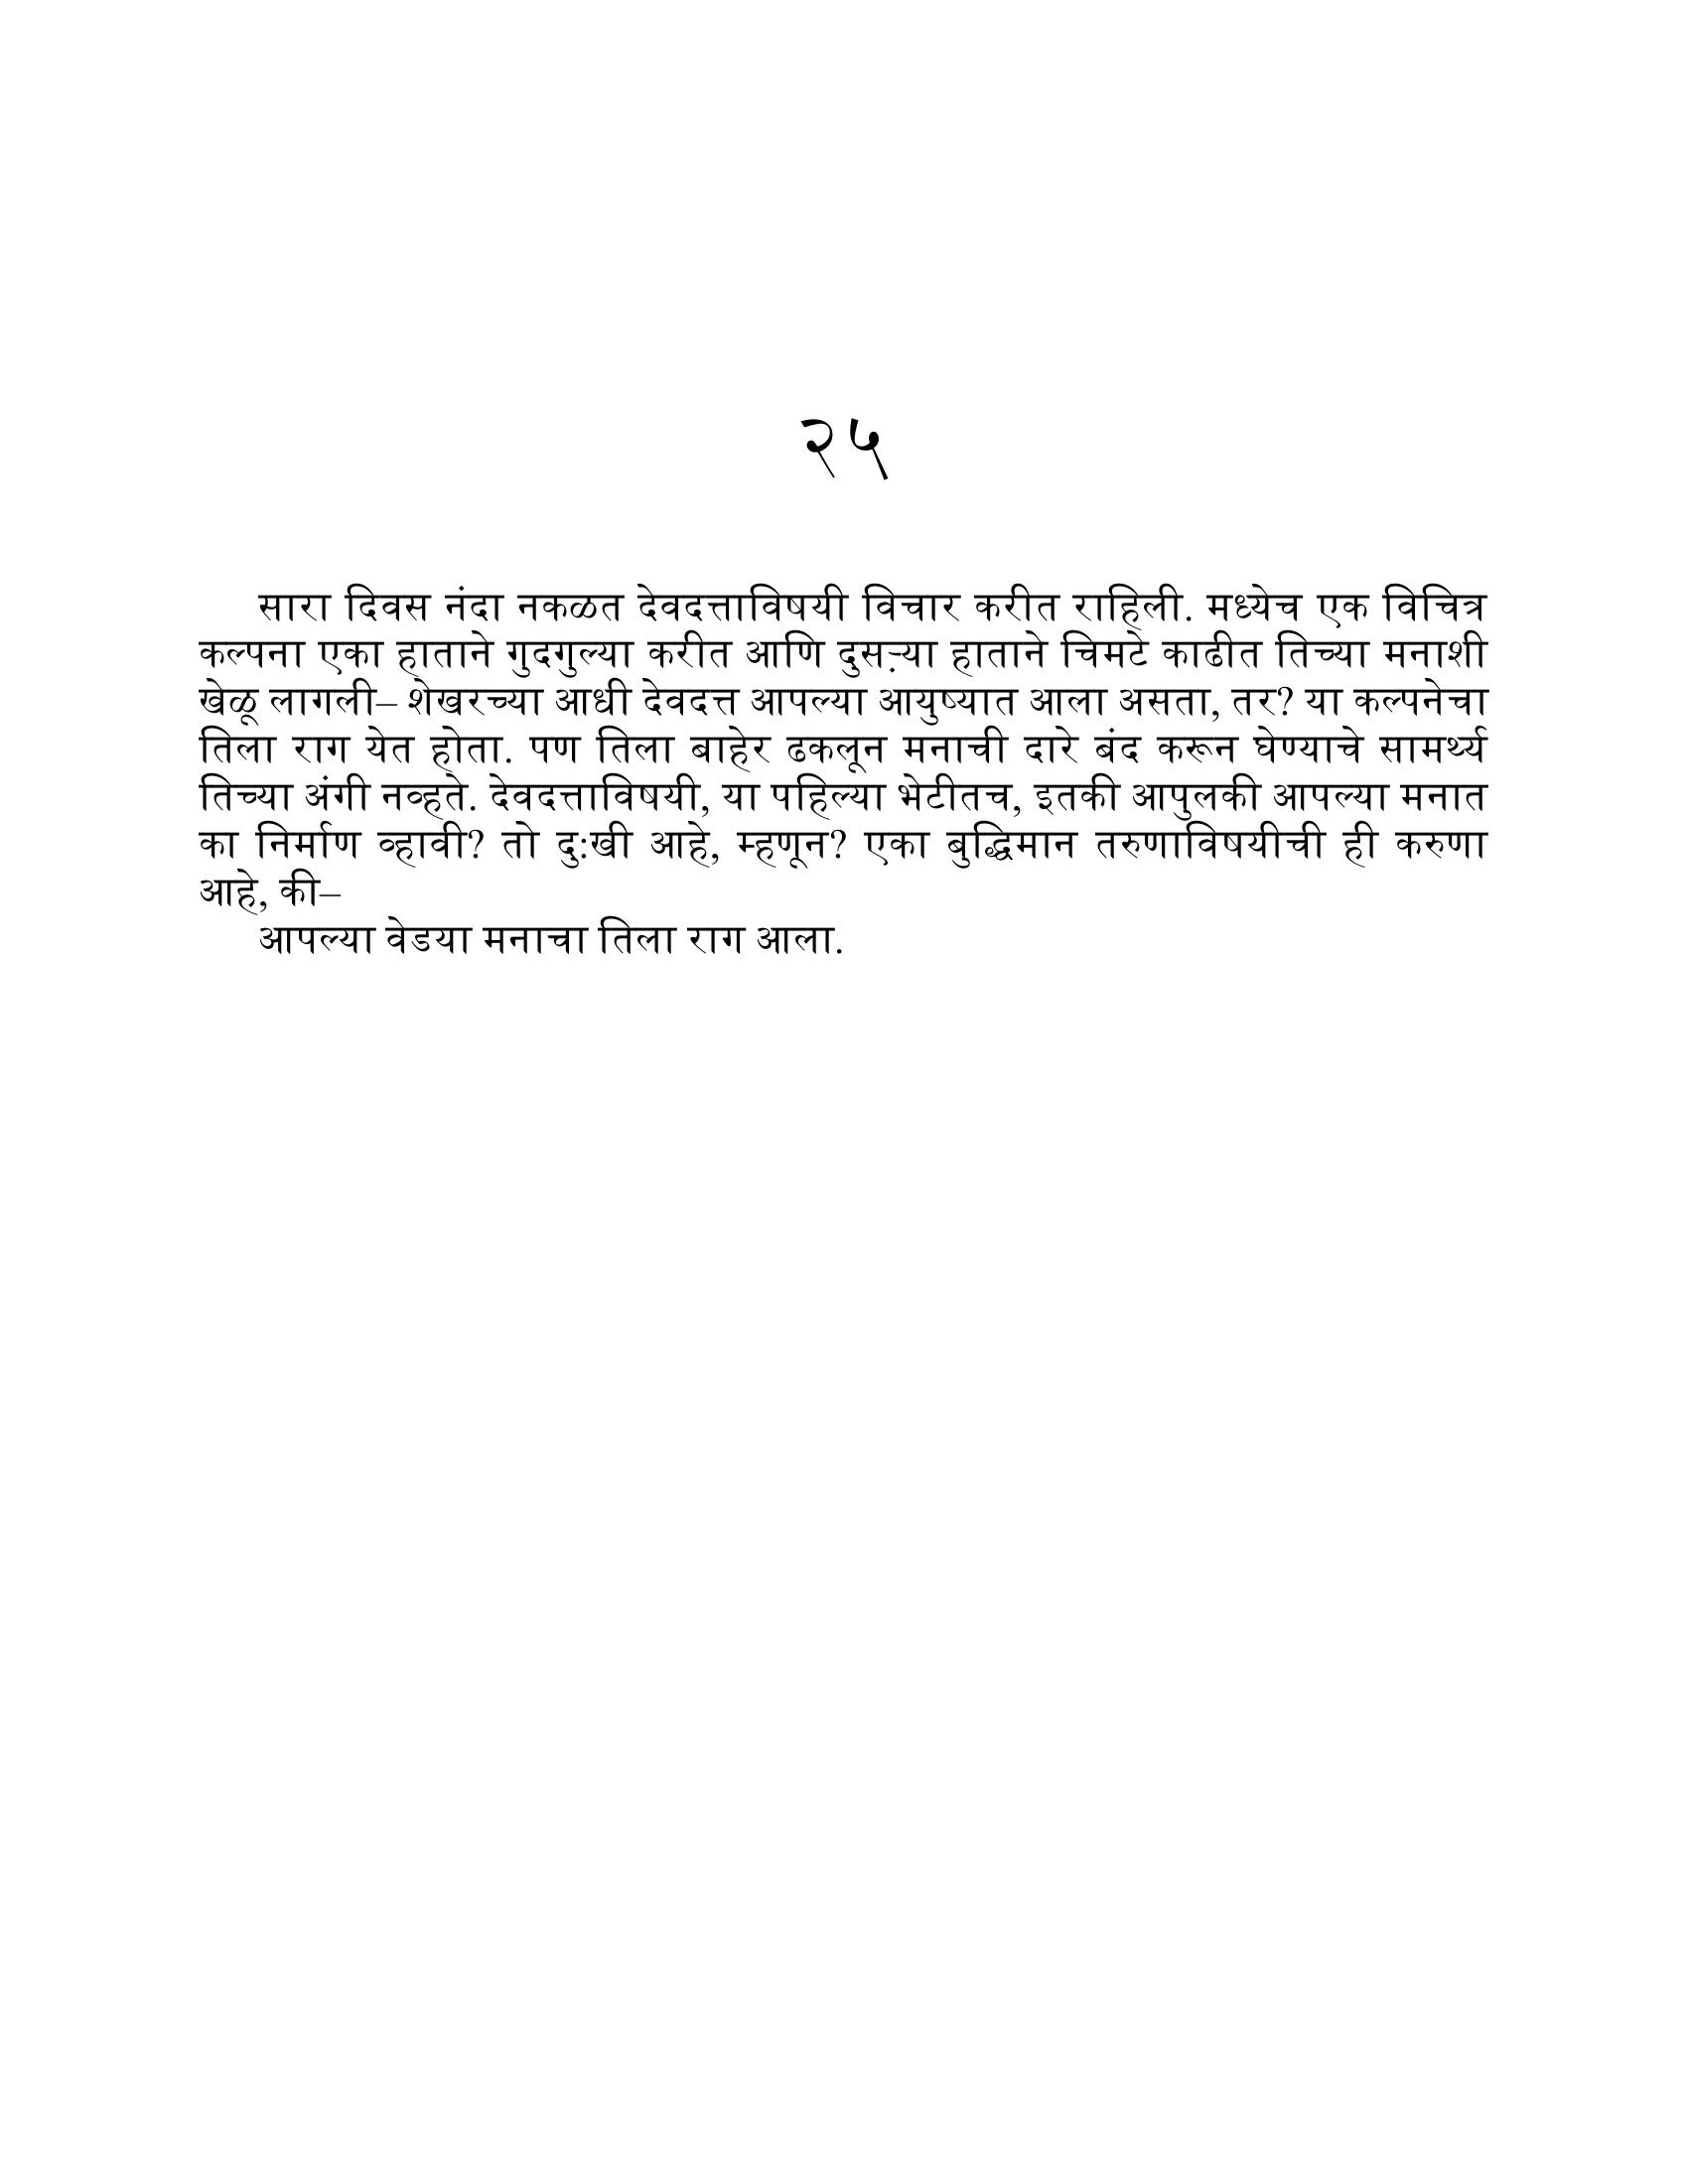 २५
सारा दिवस नंदा नकळत देवदत्ताविषयी विचार करीत राहिली. मध्येच एक विचित्र
कल्पना एका हाताने गुदगुल्या करीत आणि दुसऱ्या हाताने चिमटे काढीत तिच्या मनाशी
खेळू लागली– शेखरच्या आधी देवदत्त आपल्या आयुष्यात आला असता, तर? या कल्पनेचा
तिला राग येत होता. पण तिला बाहेर ढकलून मनाची दारे बंद करून घेण्याचे सामर्थ्य
तिच्या अंगी नव्हते. देवदत्ताविषयी, या पहिल्या भेटीतच, इतकी आपुलकी आपल्या मनात
का निर्माण व्हावी? तो दु:खी आहे, म्हणून? एका बुद्धिमान तरुणाविषयीची ही करुणा
आहे, की–
आपल्या वेडया मनाचा तिला राग आला.